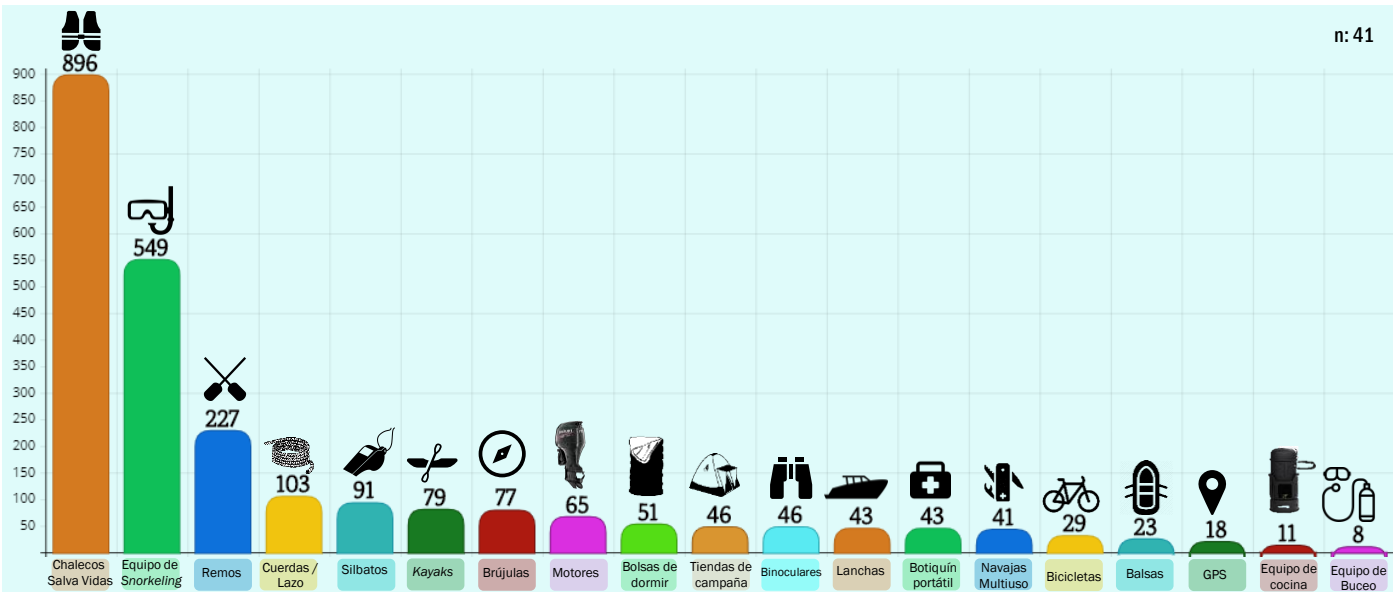 n: 41
896
549
227
103
91
79
77
65
51
46
46
43
43
41
29
23
18
11
8
900
850
800
750
700
650
600
550
500
450
400
350
300
250
200
150
100
50
Chalecos
Salva Vidas
Equipo de
Snorkeling
Remos
Cuerdas /
Lazo
Silbatos
Kayaks
Brújulas
Motores
Bolsas de
dormir
Tiendas de
campaña
Binoculares
Lanchas
Botiquín
portátil
Navajas
Multiuso
Bicicletas
Balsas
GPS
Equipo de
cocina
Equipo de
Buceo